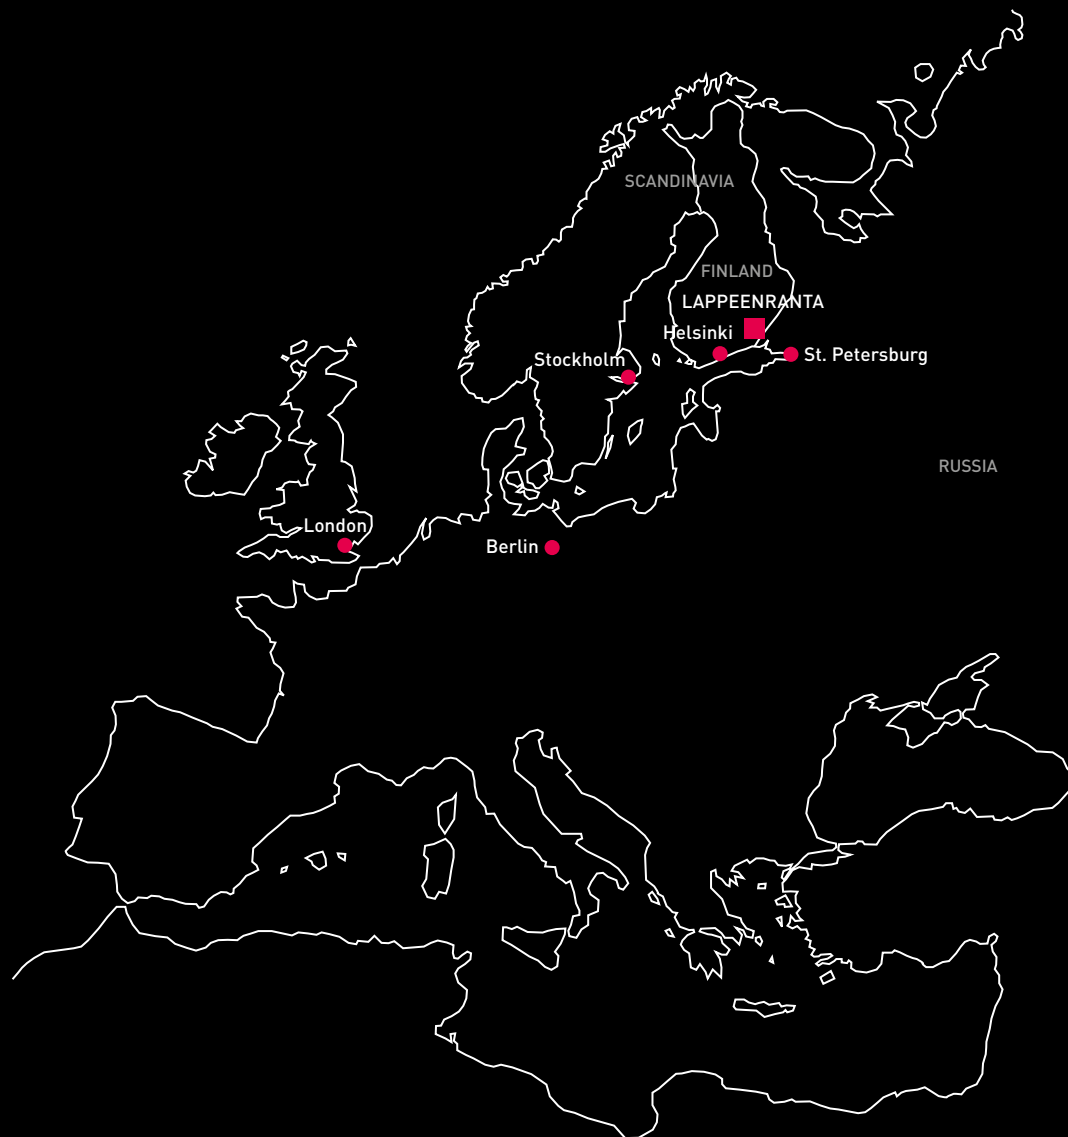 SCANDINAVIA
FINLAND
LAPPEENRANTA
Helsinki
St. Petersburg
Stockholm
RUSSIA
London
Berlin